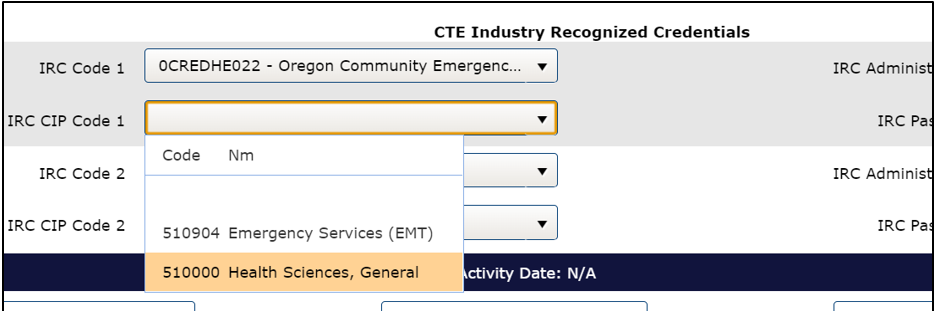 CTE Industry Recognized Credentials
IRC Code 1 0CREDHE022 - Oregon Community Emergenc... IRC Administ
IRC CIP Code 1 IRC Pas
Code Nm
IRC Code 2 IRC Administ
IRC CIP Code 2 510904 Emergency Services (EMT) IRC Pas
510000 Health Sciences, General Activity Date: N/A